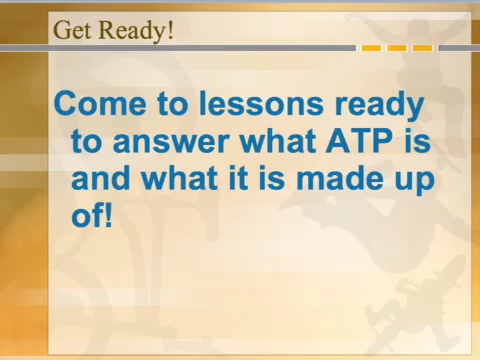 Get Ready!
Come to lessons ready
to answer what ATP is
and what it is made up
of!